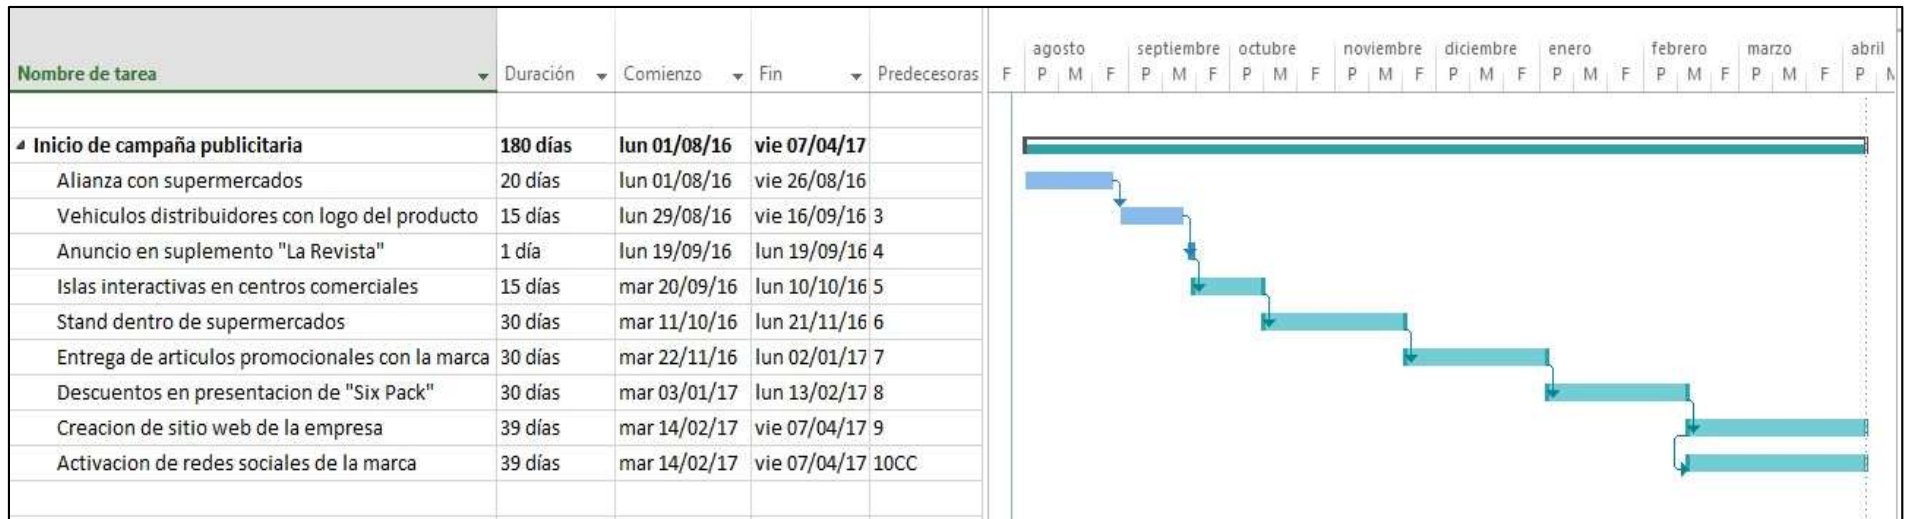 agosto septiembre octubre noviembre diciembre enero febrero marzo abril
Nombre de tarea Duración Comienzo Fin Predecesoras F P M F P M F P M F P M F P M F P M F P M F P M F P M
Inicio de campaña publicitaria 180 días lun 01/08/16 vie 07/04/17
Alianza con supermercados 20 días lun 01/08/16 vie 26/08/16
Vehiculos distribuidores con logo del producto 15 días lun 29/08/16 vie 16/09/16 3
Anuncio en suplemento "La Revista" 1 día lun 19/09/16 lun 19/09/16 4
Islas interactivas en centros comerciales 15 días mar 20/09/16 lun 10/10/16 5
Stand dentro de supermercados 30 días mar 11/10/16 lun 21/11/16 6
Entrega de articulos promocionales con la marca 30 días mar 22/11/16 lun 02/01/17 7
Descuentos en presentacion de "Six Pack" 30 días mar 03/01/17 lun 13/02/17 8
Creacion de sitio web de la empresa 39 días mar 14/02/17 vie 07/04/17 9
Activacion de redes sociales de la marca 39 días mar 14/02/17 vie 07/04/17 10CC